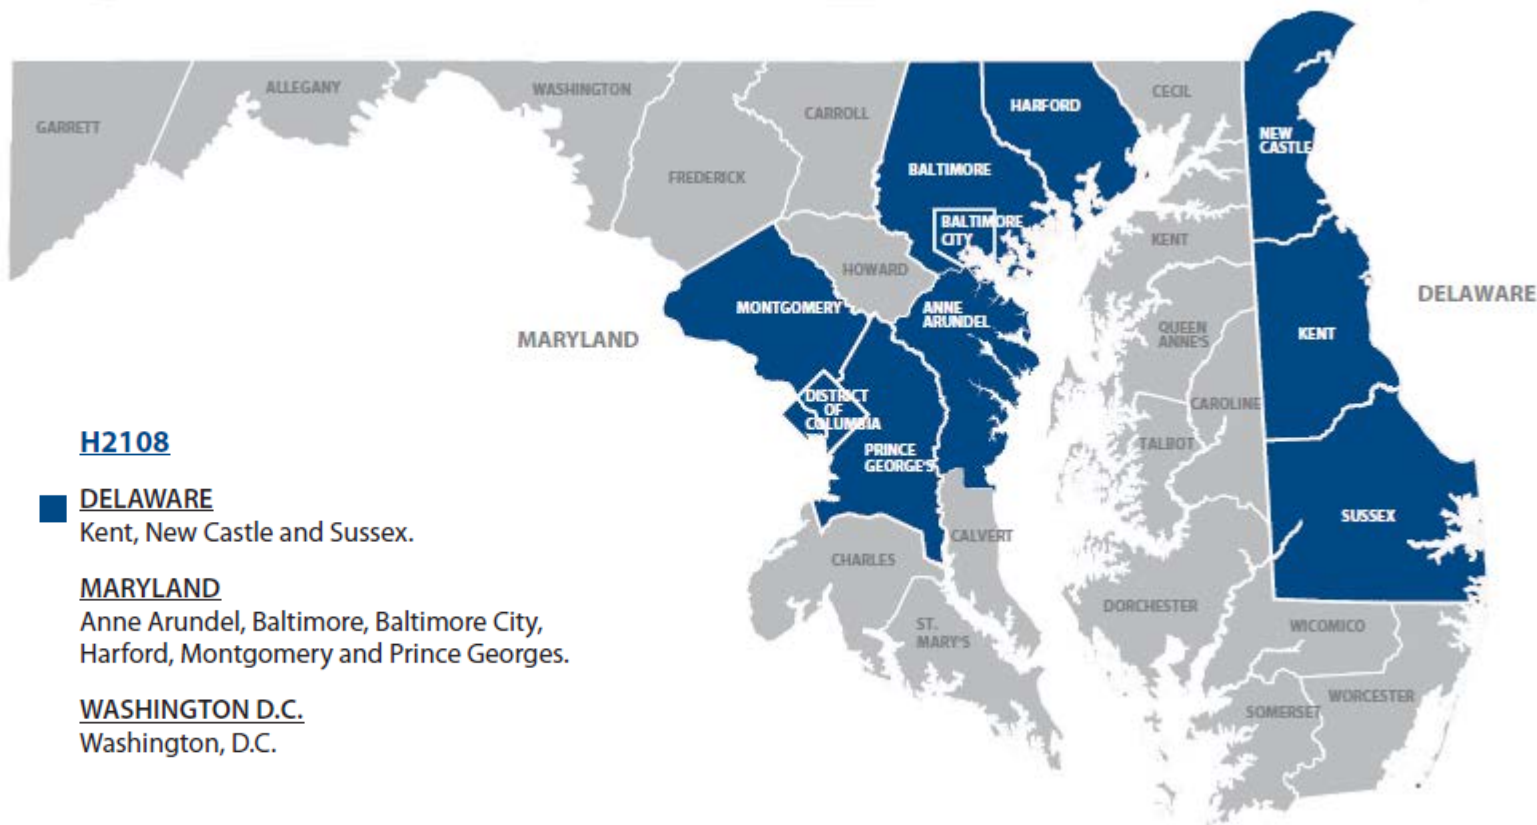 ALLEGANY
WASHINGTON
CECIL
GARRETT
CARROLL
HARFORD
NEW
CASTLE
FREDERICK
BALTIMORE
BALTIMORE
CITY
KENT
HOWARD
DELAWARE
MONTGOMERY
ANNE
ARUNDEL
MARYLAND
QUEEN
ANNE'S
KENT
DISTRICT
OF
COLUMBIA
CAROLINE
TALBOT
PRINCE
GEORGE'S
SUSSEX
CALVERT
CHARLES
DORCHESTER
ST.
MARY'S
WICOMICO
SOMERSET
WORCESTER
H2108
DELAWARE
Kent, New Castle and Sussex.
MARYLAND
Anne Arundel, Baltimore, Baltimore City,
Harford, Montgomery and Prince Georges.
WASHINGTON D.C.
Washington, D.C.